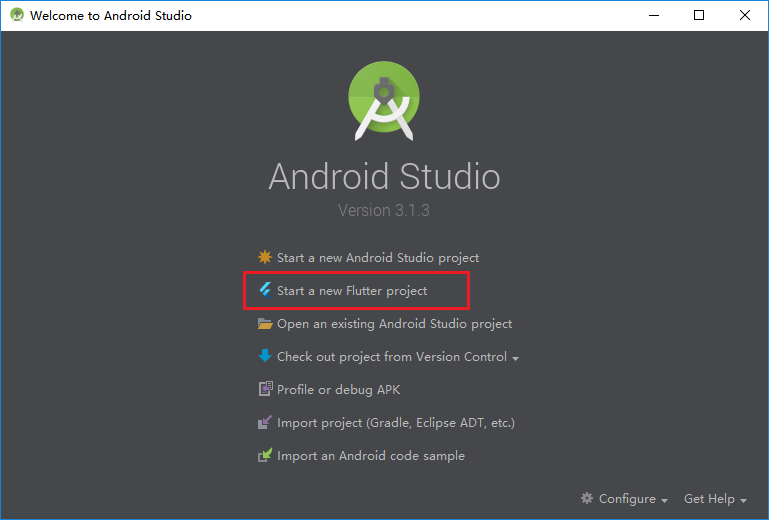 Welcome to Android Studio
Android Studio
Version 3.1.3
Start a new Android Studio project
Start a new Flutter project
Open an existing Android Studio project
Check out project from Version Control
Profile or debug APK
Import project (Gradle, Eclipse ADT, etc.)
Import an Android code sample
Configure Get Help